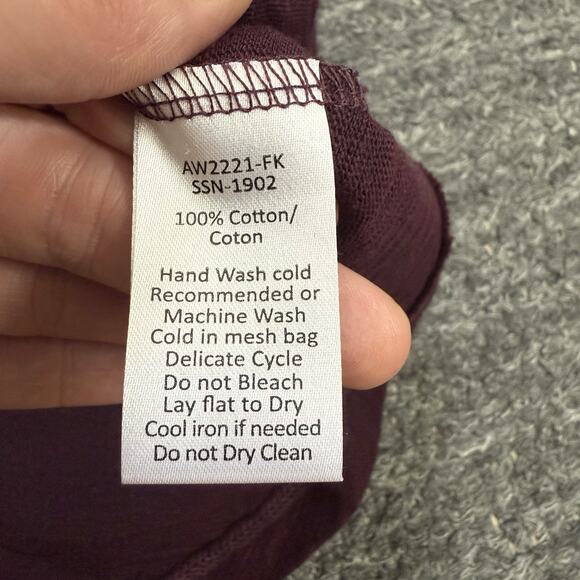 AW2221-FK
SSN-1902
100% Cotton/
Coton
Hand Wash cold
Recommended or
Machine Wash
Cold in mesh bag
Delicate Cycle
Do not Bleach
Lay flat to Dry
Cool iron if needed
Do not Dry Clean